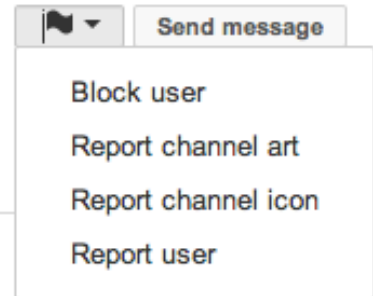 Send message
Block user
Report channel art
Report channel icon
Report user